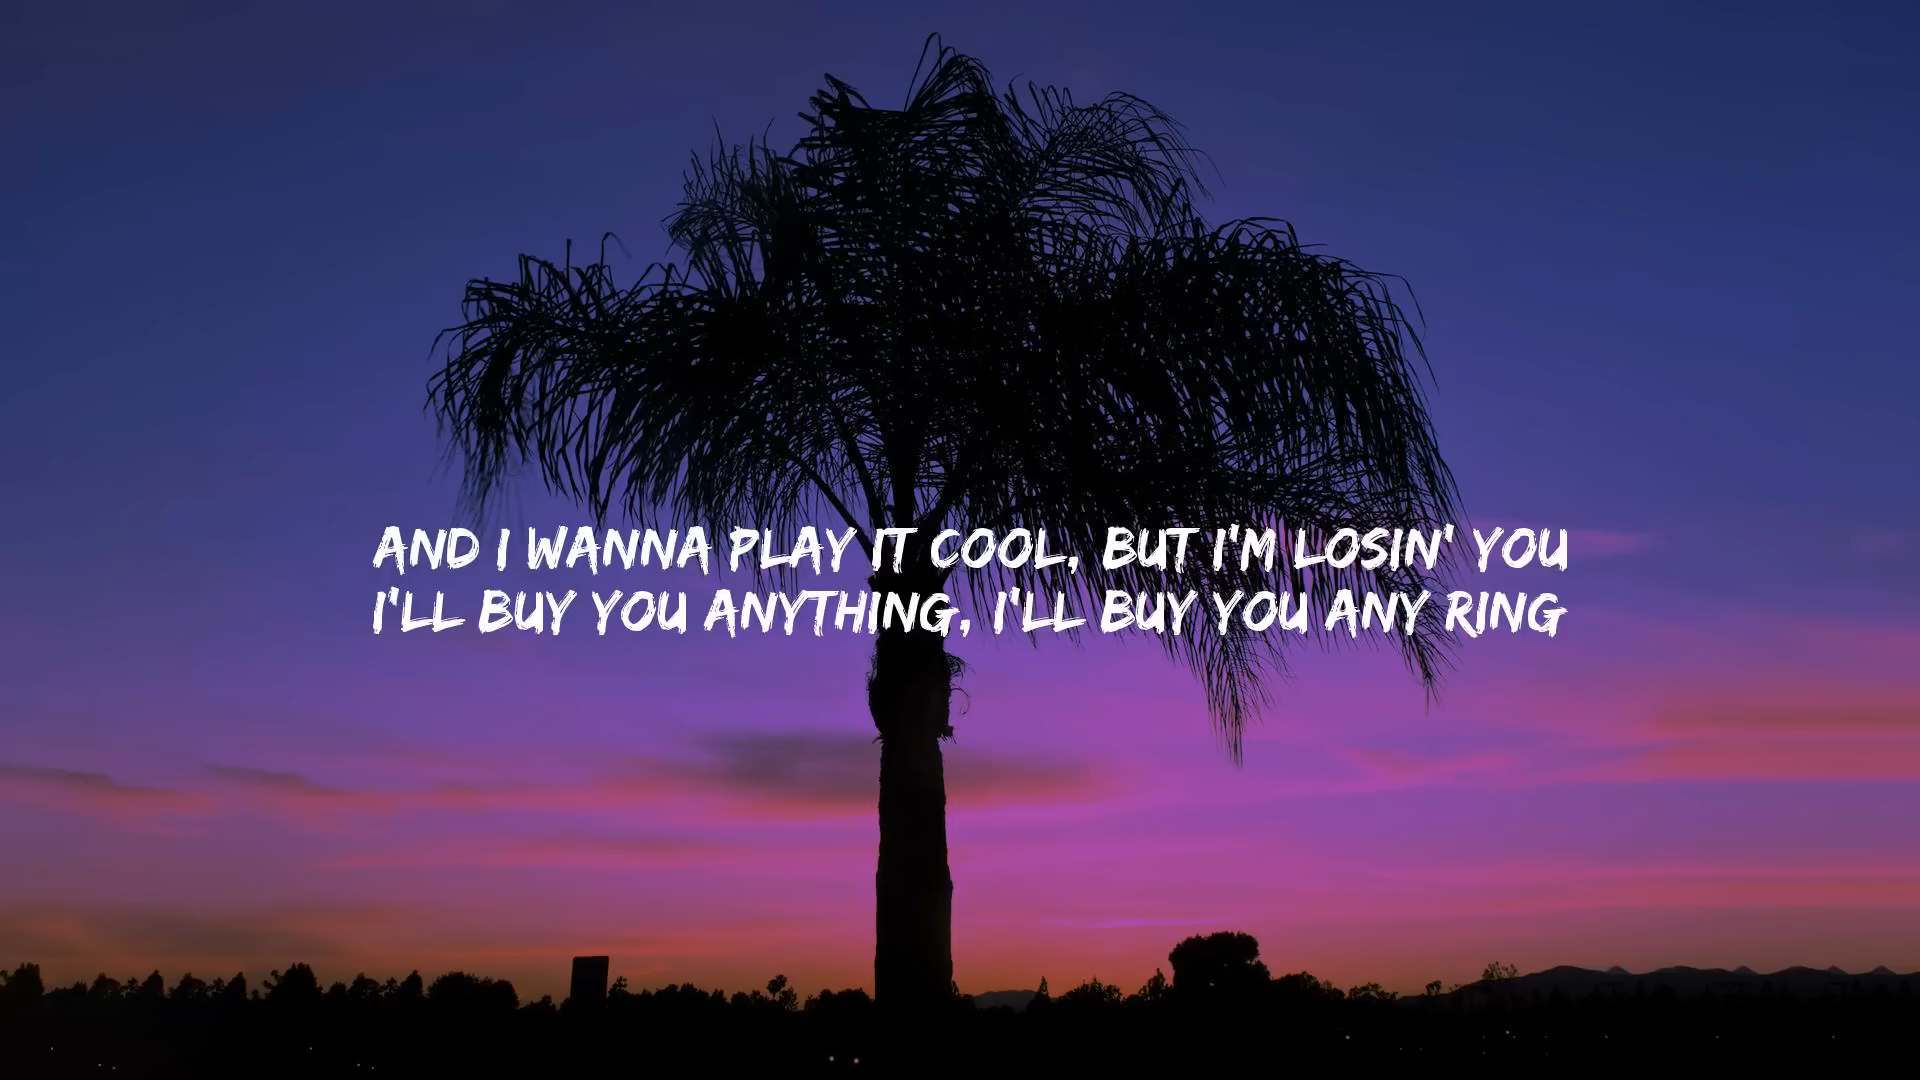 AND I WANNA PLAY IT COOL, BUT I'M LOSIN' YOU
I'LL BUY YOU ANYTHING, I'LL BUY YOU ANY RING